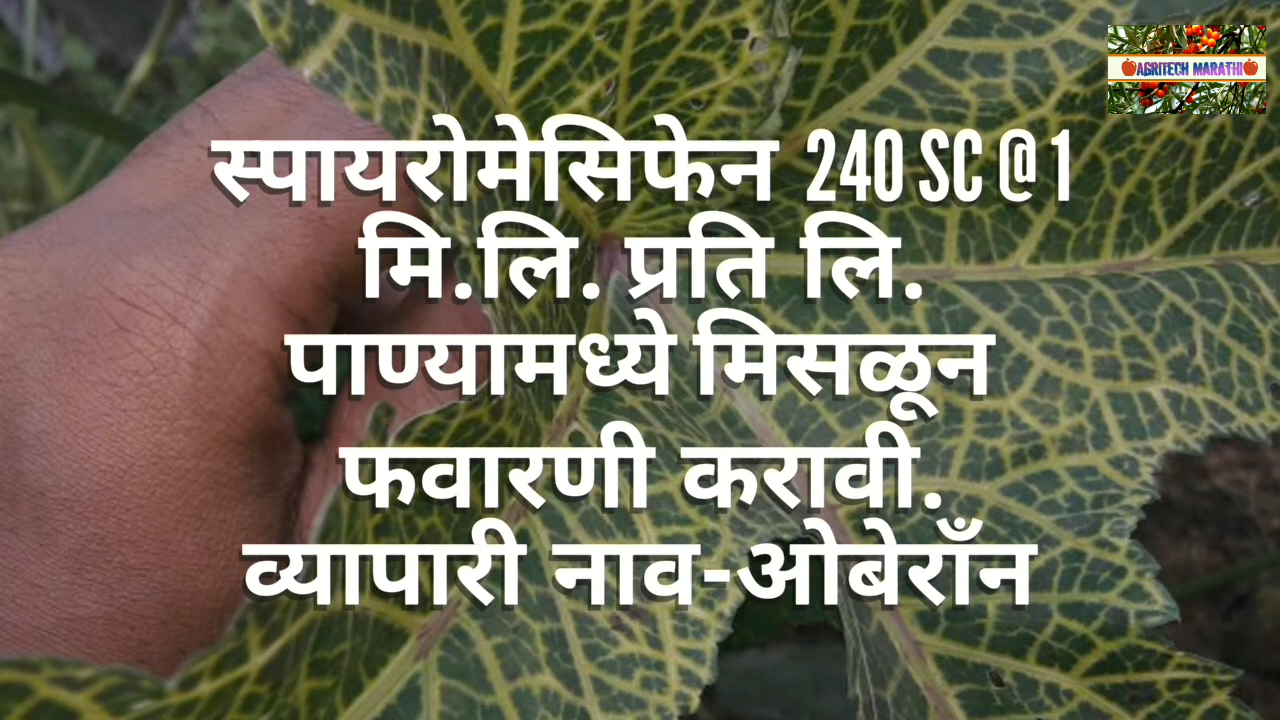 AGRITECH MARATHI
स्पायरोमेसिफेन 240 SC @ 1
मि.लि. प्रति लि.
पाण्यामध्ये मिसळून
फवारणी करावी.
व्यापारी नाव-ओबेराँन